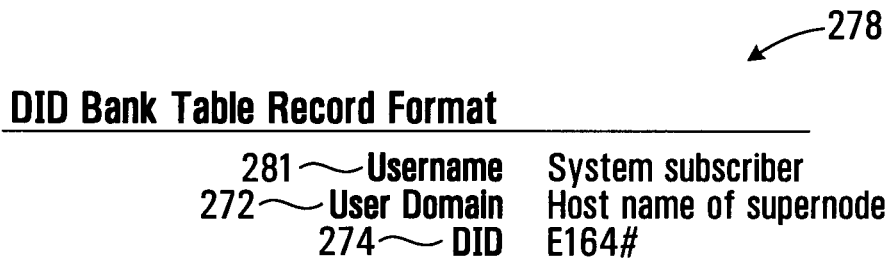 278
DID Bank Table Record Format
281 Username System subscriber
272 User Domain Host name of supernode
274 DID E164#